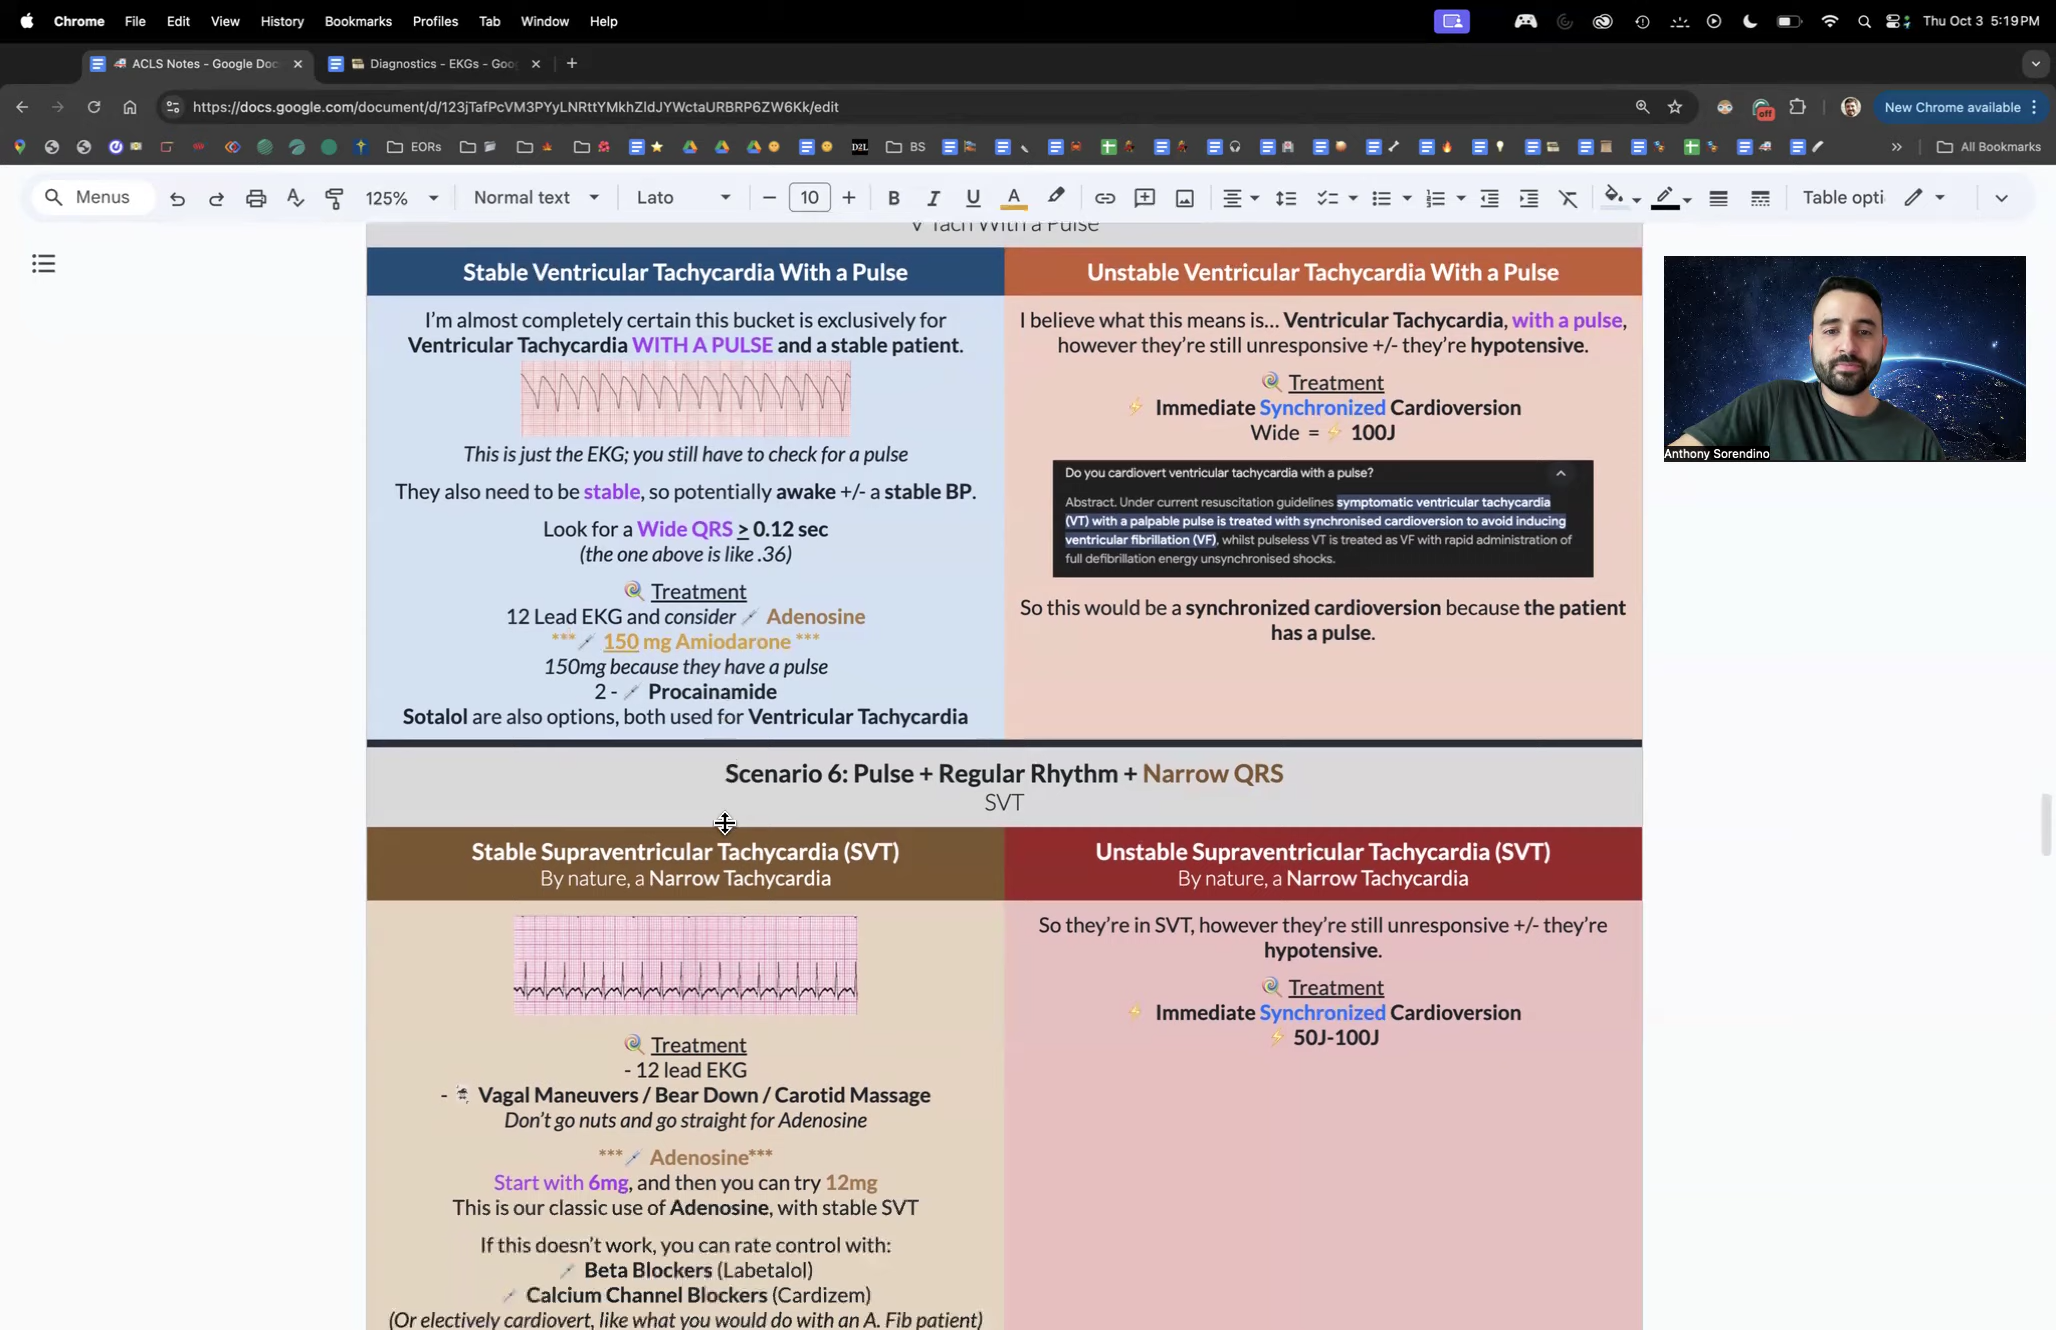 Chrome File Edit View History Bookmarks Profiles Tab Window Help Thu Oct 3 5:19 PM
ACLS Notes - Google Doc Diagnostics - EKGs - Goo
https://docs.google.com/document/d/123jTafPcVM3PYyLNRttYMkhZIdJYWctaURBRP6ZW6Kk/edit off New Chrome available
EORs D2L BS All Bookmarks
Menus 125% Normal text Lato 10 B I U A Table opti
V Tach With a Pulse
Stable Ventricular Tachycardia With a Pulse
I'm almost completely certain this bucket is exclusively for
Ventricular Tachycardia WITH A PULSE and a stable patient.
This is just the EKG; you still have to check for a pulse
They also need to be stable, so potentially awake +/- a stable BP.
Look for a Wide QRS ≥ 0.12 sec
(the one above is like .36)
Treatment
12 Lead EKG and consider Adenosine
*** 150 mg Amiodarone ***
150mg because they have a pulse
2 - Procainamide
Sotalol are also options, both used for Ventricular Tachycardia
Unstable Ventricular Tachycardia With a Pulse
I believe what this means is... Ventricular Tachycardia, with a pulse,
however they're still unresponsive +/- they're hypotensive.
Treatment
Immediate Synchronized Cardioversion
Wide = 100J
Do you cardiovert ventricular tachycardia with a pulse?
Abstract. Under current resuscitation guidelines symptomatic ventricular tachycardia
(VT) with a palpable pulse is treated with synchronised cardioversion to avoid inducing
ventricular fibrillation (VF), whilst pulseless VT is treated as VF with rapid administration of
full defibrillation energy unsynchronised shocks.
So this would be a synchronized cardioversion because the patient
has a pulse.
Anthony Sorendino
Scenario 6: Pulse + Regular Rhythm + Narrow QRS
SVT
Stable Supraventricular Tachycardia (SVT)
By nature, a Narrow Tachycardia
Treatment
- 12 lead EKG
- Vagal Maneuvers / Bear Down / Carotid Massage
Don't go nuts and go straight for Adenosine
*** Adenosine***
Start with 6mg, and then you can try 12mg
This is our classic use of Adenosine, with stable SVT
If this doesn't work, you can rate control with:
Beta Blockers (Labetalol)
Calcium Channel Blockers (Cardizem)
(Or electively cardiovert, like what you would do with an A. Fib patient)
Unstable Supraventricular Tachycardia (SVT)
By nature, a Narrow Tachycardia
So they're in SVT, however they're still unresponsive +/- they're
hypotensive.
Treatment
Immediate Synchronized Cardioversion
50J-100J